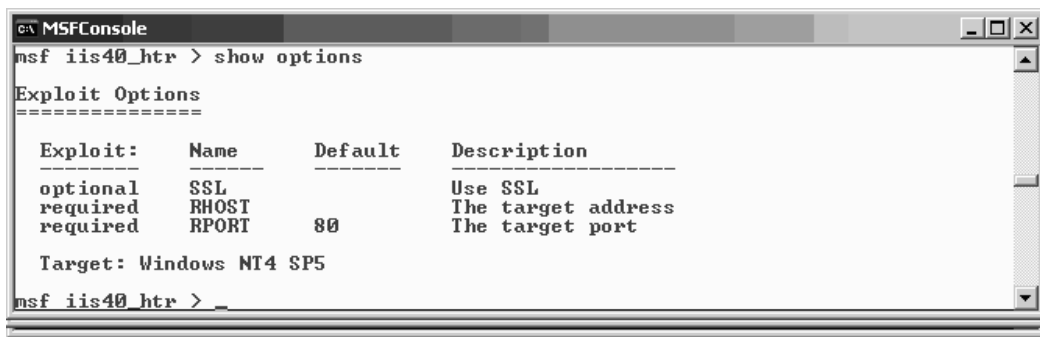 MSFConsole
msf iis40_htr > show options
Exploit Options
===============
Exploit: Name Default Description
-------- ------ ------- ------------------
optional SSL Use SSL
required RHOST The target address
required RPORT 80 The target port
Target: Windows NT4 SP5
msf iis40_htr > _